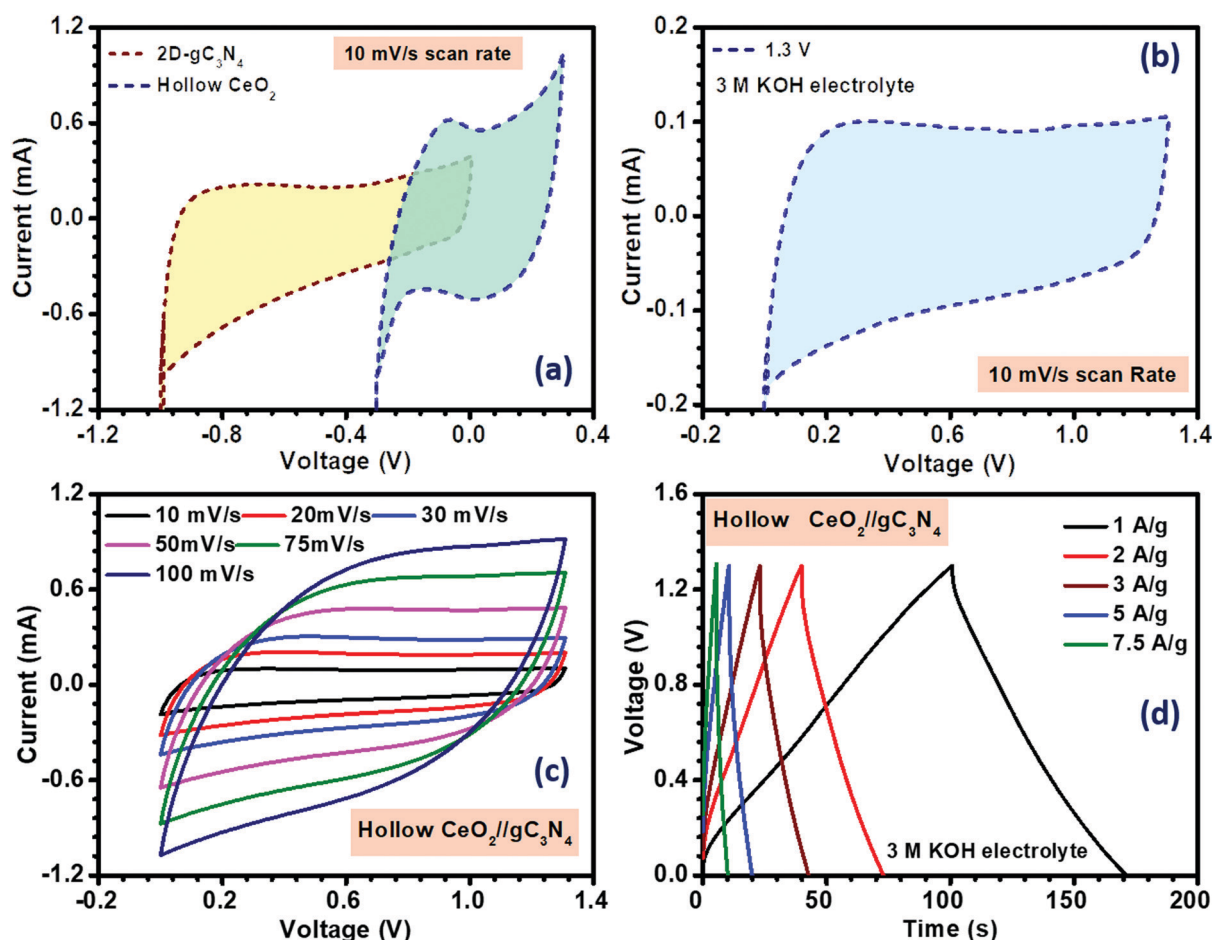 1.2
0.6
0.0
-0.6
-1.2
Current (mA)
2D-gC₃N₄
Hollow CeO₂
10 mV/s scan rate
(a)
-1.2 -0.8 -0.4 0.0 0.4
Voltage (V)
0.2
0.1
0.0
-0.1
-0.2
Current (mA)
1.3 V
3 M KOH electrolyte
(b)
10 mV/s scan Rate
-0.2 0.2 0.6 1.0 1.4
Voltage (V)
1.2
0.6
0.0
-0.6
-1.2
Current (mA)
10 mV/s 20mV/s 30 mV/s
50mV/s 75mV/s
100 mV/s
(c)
Hollow CeO₂//gC₃N₄
-0.2 0.2 0.6 1.0 1.4
Voltage (V)
1.6
1.2
0.8
0.4
0.0
Voltage (V)
Hollow CeO₂//gC₃N₄
1 A/g
2 A/g
3 A/g
5 A/g
7.5 A/g
(d)
3 M KOH electrolyte
0 50 100 150 200
Time (s)